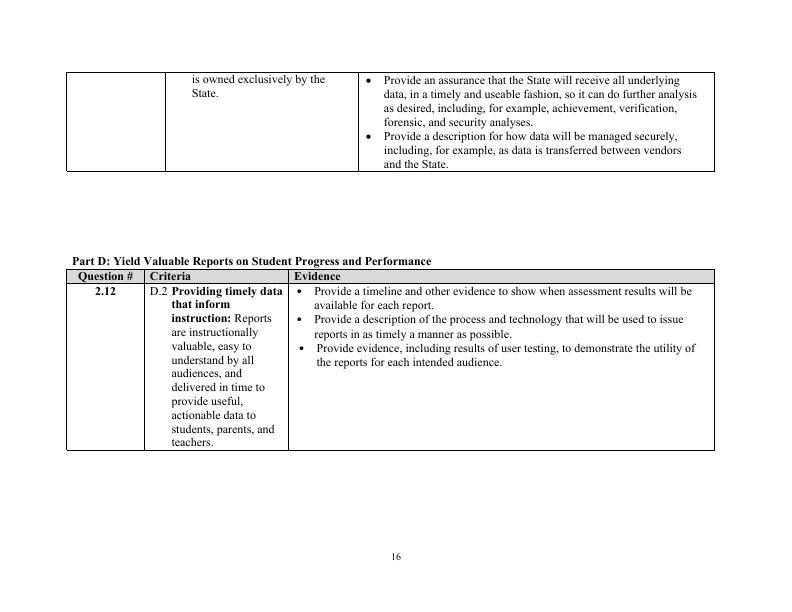 is owned exclusively by the
State.
• Provide an assurance that the State will receive all underlying
data, in a timely and useable fashion, so it can do further analysis
as desired, including, for example, achievement, verification,
forensic, and security analyses.
• Provide a description for how data will be managed securely,
including, for example, as data is transferred between vendors
and the State.
Part D: Yield Valuable Reports on Student Progress and Performance
Question # Criteria Evidence
2.12
D.2 Providing timely data
that inform
instruction: Reports
are instructionally
valuable, easy to
understand by all
audiences, and
delivered in time to
provide useful,
actionable data to
students, parents, and
teachers.
• Provide a timeline and other evidence to show when assessment results will be
available for each report.
• Provide a description of the process and technology that will be used to issue
reports in as timely a manner as possible.
• Provide evidence, including results of user testing, to demonstrate the utility of
the reports for each intended audience.
16